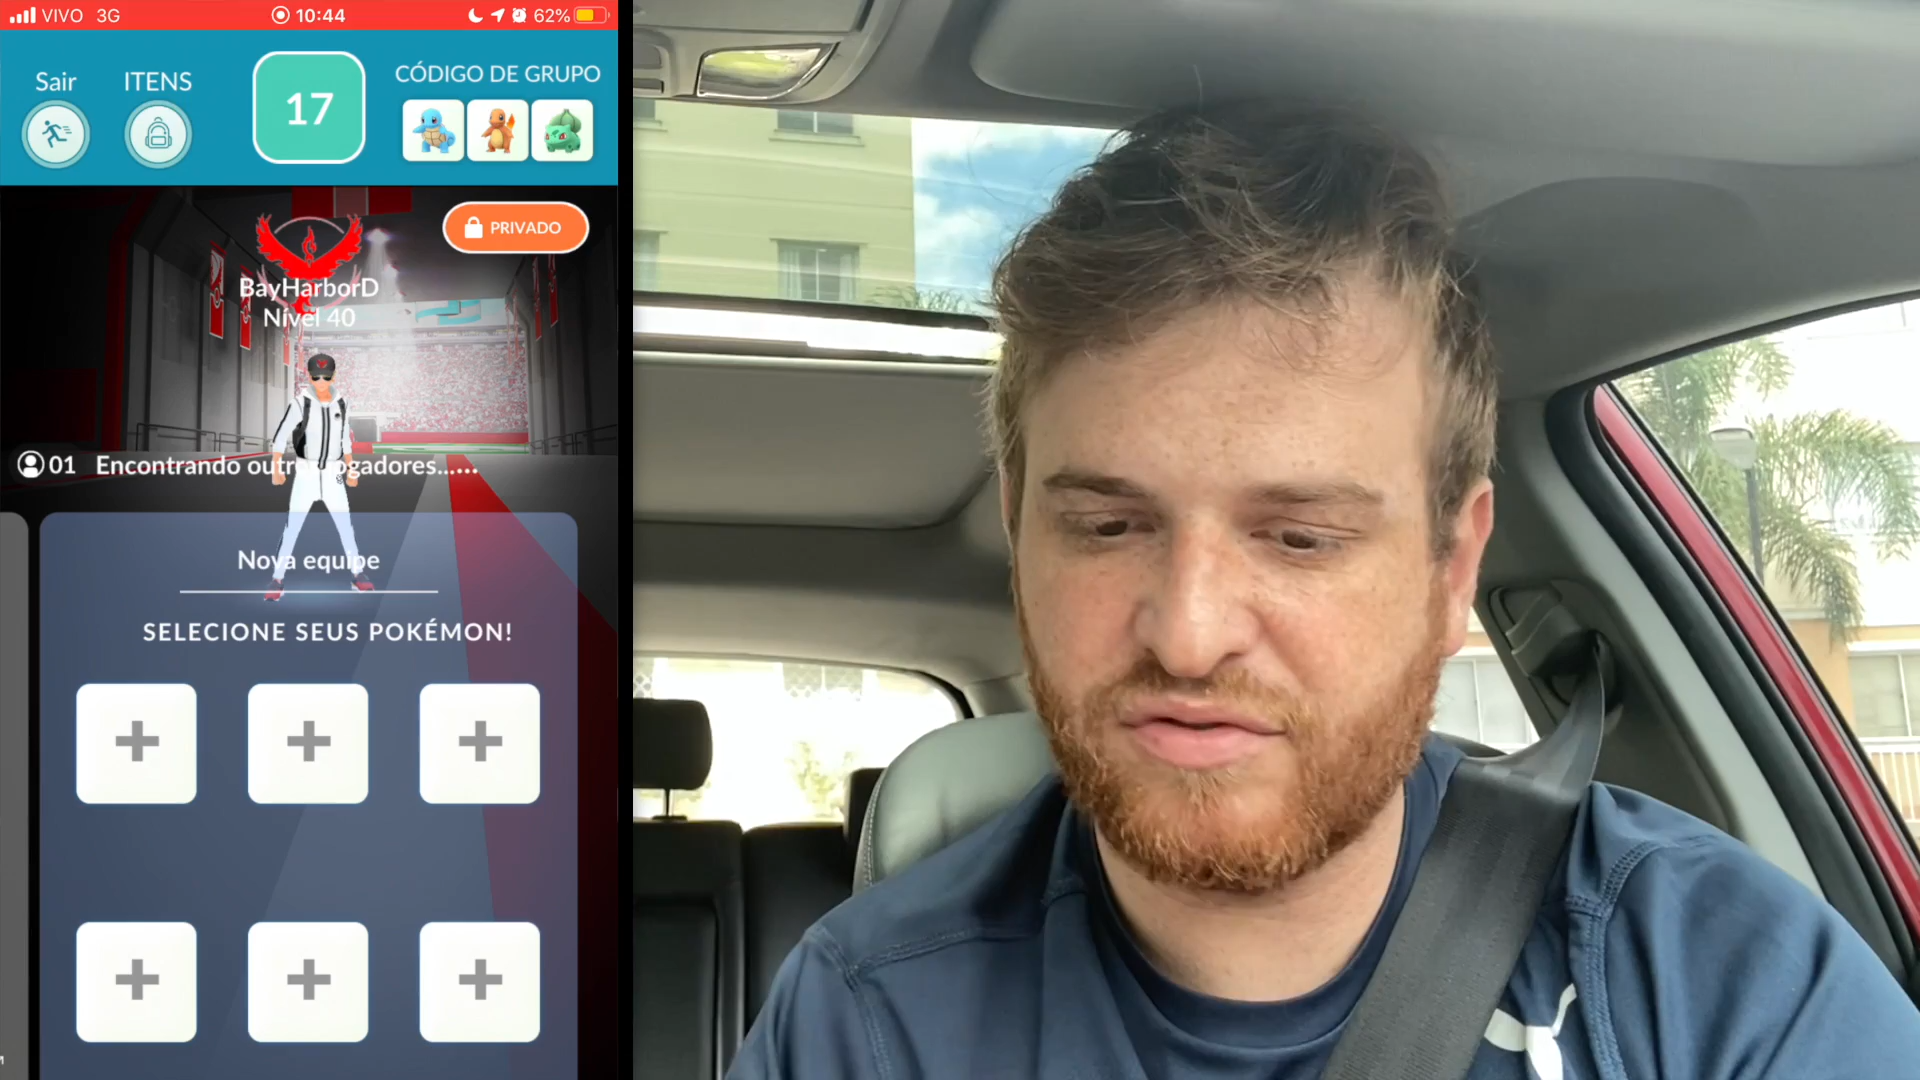 VIVO 3G 10:44 62%
Sair ITENS 17 CÓDIGO DE GRUPO
PRIVADO
BayHarborD
Nível 40
01 Encontrando outros jogadores......
Nova equipe
SELECIONE SEUS POKÉMON!